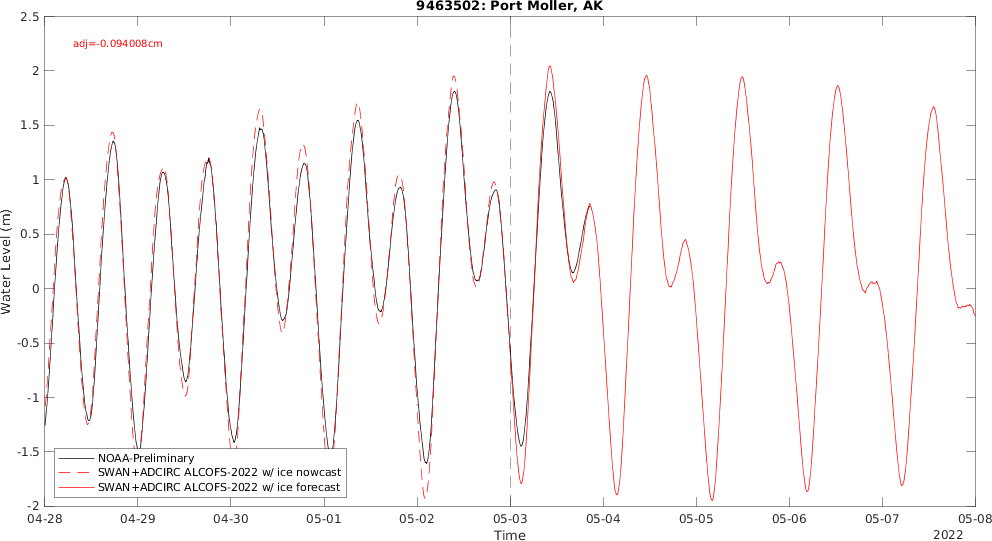 9463502: Port Moller, AK
adj=-0.094008cm
Water Level (m)
2.5
2
1.5
1
0.5
0
-0.5
-1
-1.5
-2
NOAA-Preliminary
SWAN+ADCIRC ALCOFS-2022 w/ ice nowcast
SWAN+ADCIRC ALCOFS-2022 w/ ice forecast
04-28 04-29 04-30 05-01 05-02 05-03 05-04 05-05 05-06 05-07 05-08
Time
2022